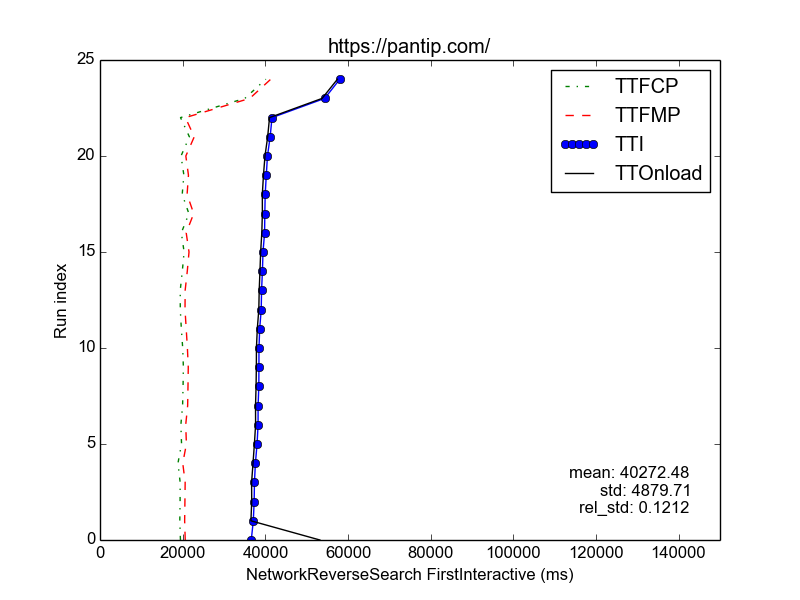 https://pantip.com/
25
20
15
10
5
0
Run index
TTFCP
TTFMP
TTI
TTOnload
mean: 40272.48
std: 4879.71
rel_std: 0.1212
0 20000 40000 60000 80000 100000 120000 140000
NetworkReverseSearch FirstInteractive (ms)